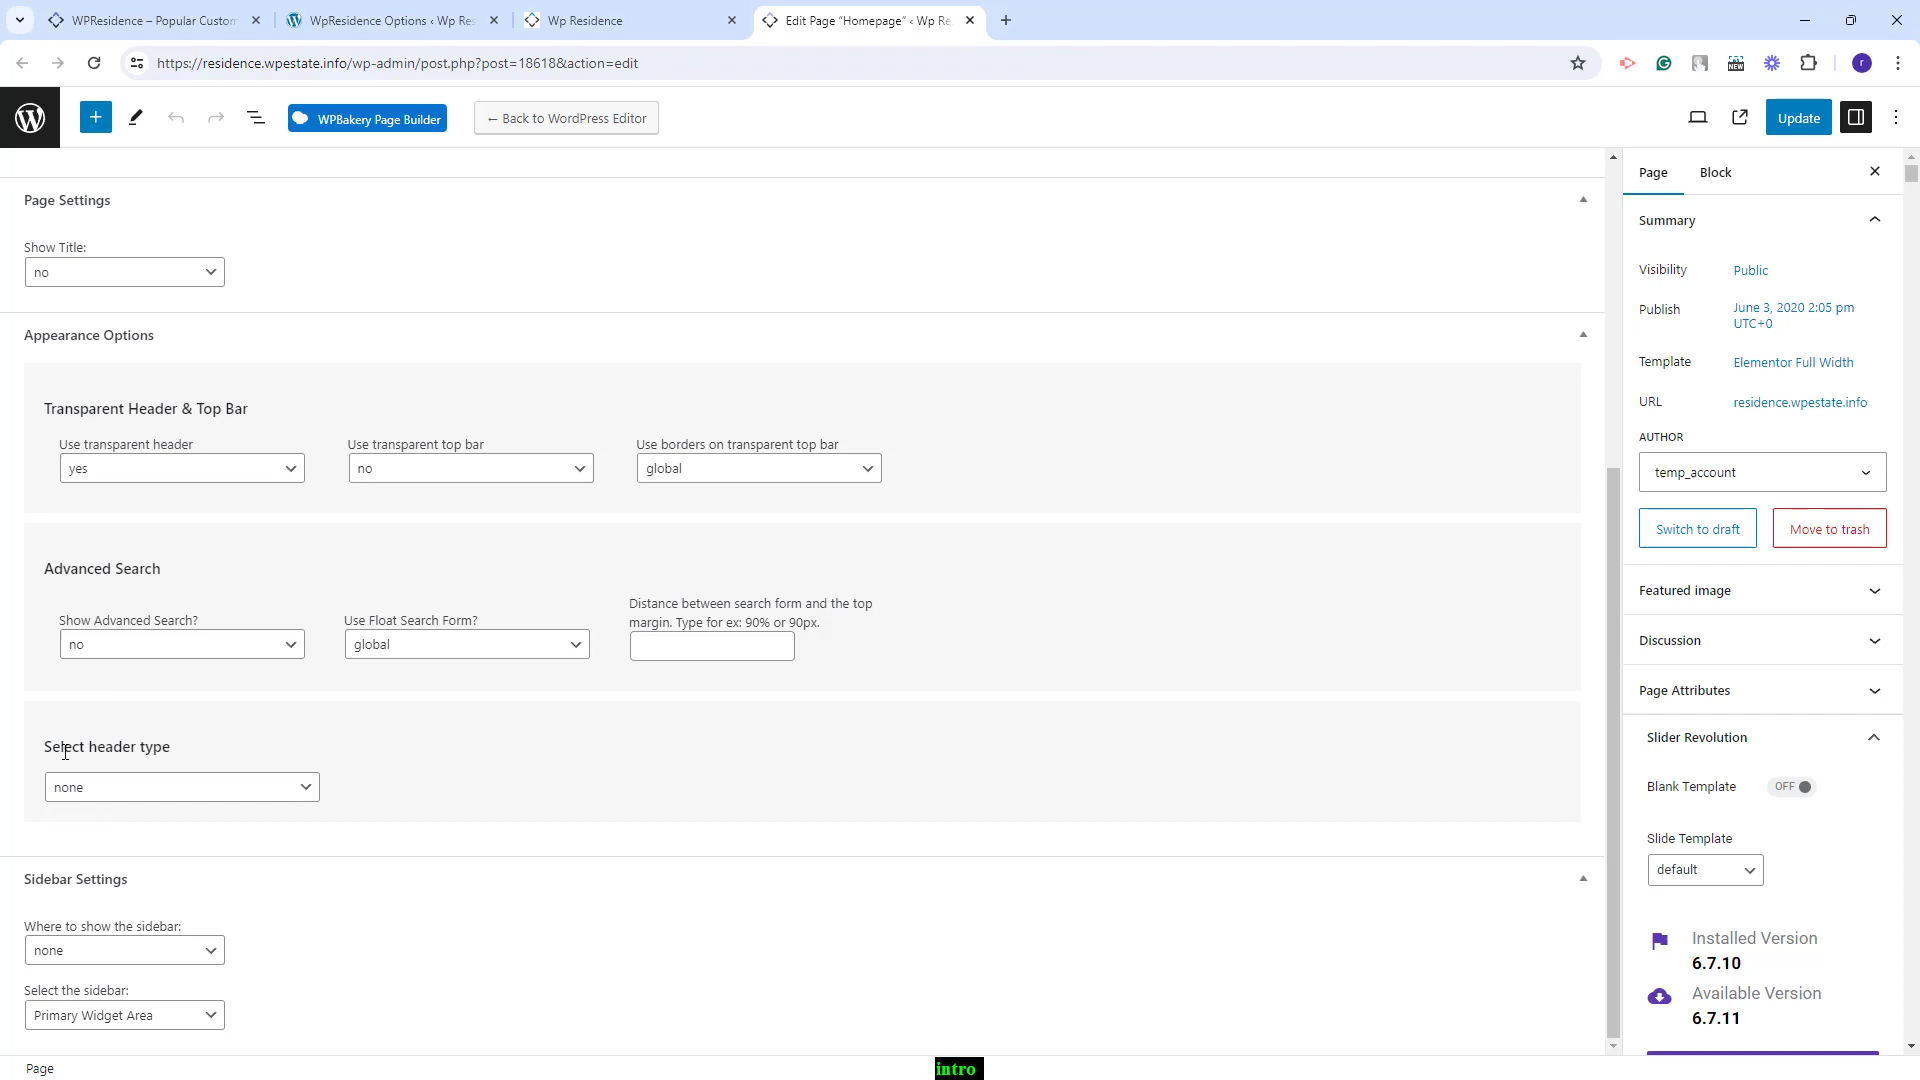 WPResidence – Popular Custom
WpResidence Options ‹ Wp Res
Wp Residence
Edit Page “Homepage” ‹ Wp Re
https://residence.wpestate.info/wp-admin/post.php?post=18618&action=edit
NEW
r
WPBakery Page Builder
← Back to WordPress Editor
Update
Page Settings
Show Title:
no
Appearance Options
Transparent Header & Top Bar
Use transparent header
Use transparent top bar
Use borders on transparent top bar
yes
no
global
Advanced Search
Show Advanced Search?
Use Float Search Form?
Distance between search form and the top
margin. Type for ex: 90% or 90px.
no
global
Select header type
none
Sidebar Settings
Where to show the sidebar:
none
Select the sidebar:
Primary Widget Area
Page
intro
Page
Block
Summary
Visibility
Public
Publish
June 3, 2020 2:05 pm
UTC+0
Template
Elementor Full Width
URL
residence.wpestate.info
AUTHOR
temp_account
Switch to draft
Move to trash
Featured image
Discussion
Page Attributes
Slider Revolution
Blank Template
OFF
Slide Template
default
Installed Version
6.7.10
Available Version
6.7.11